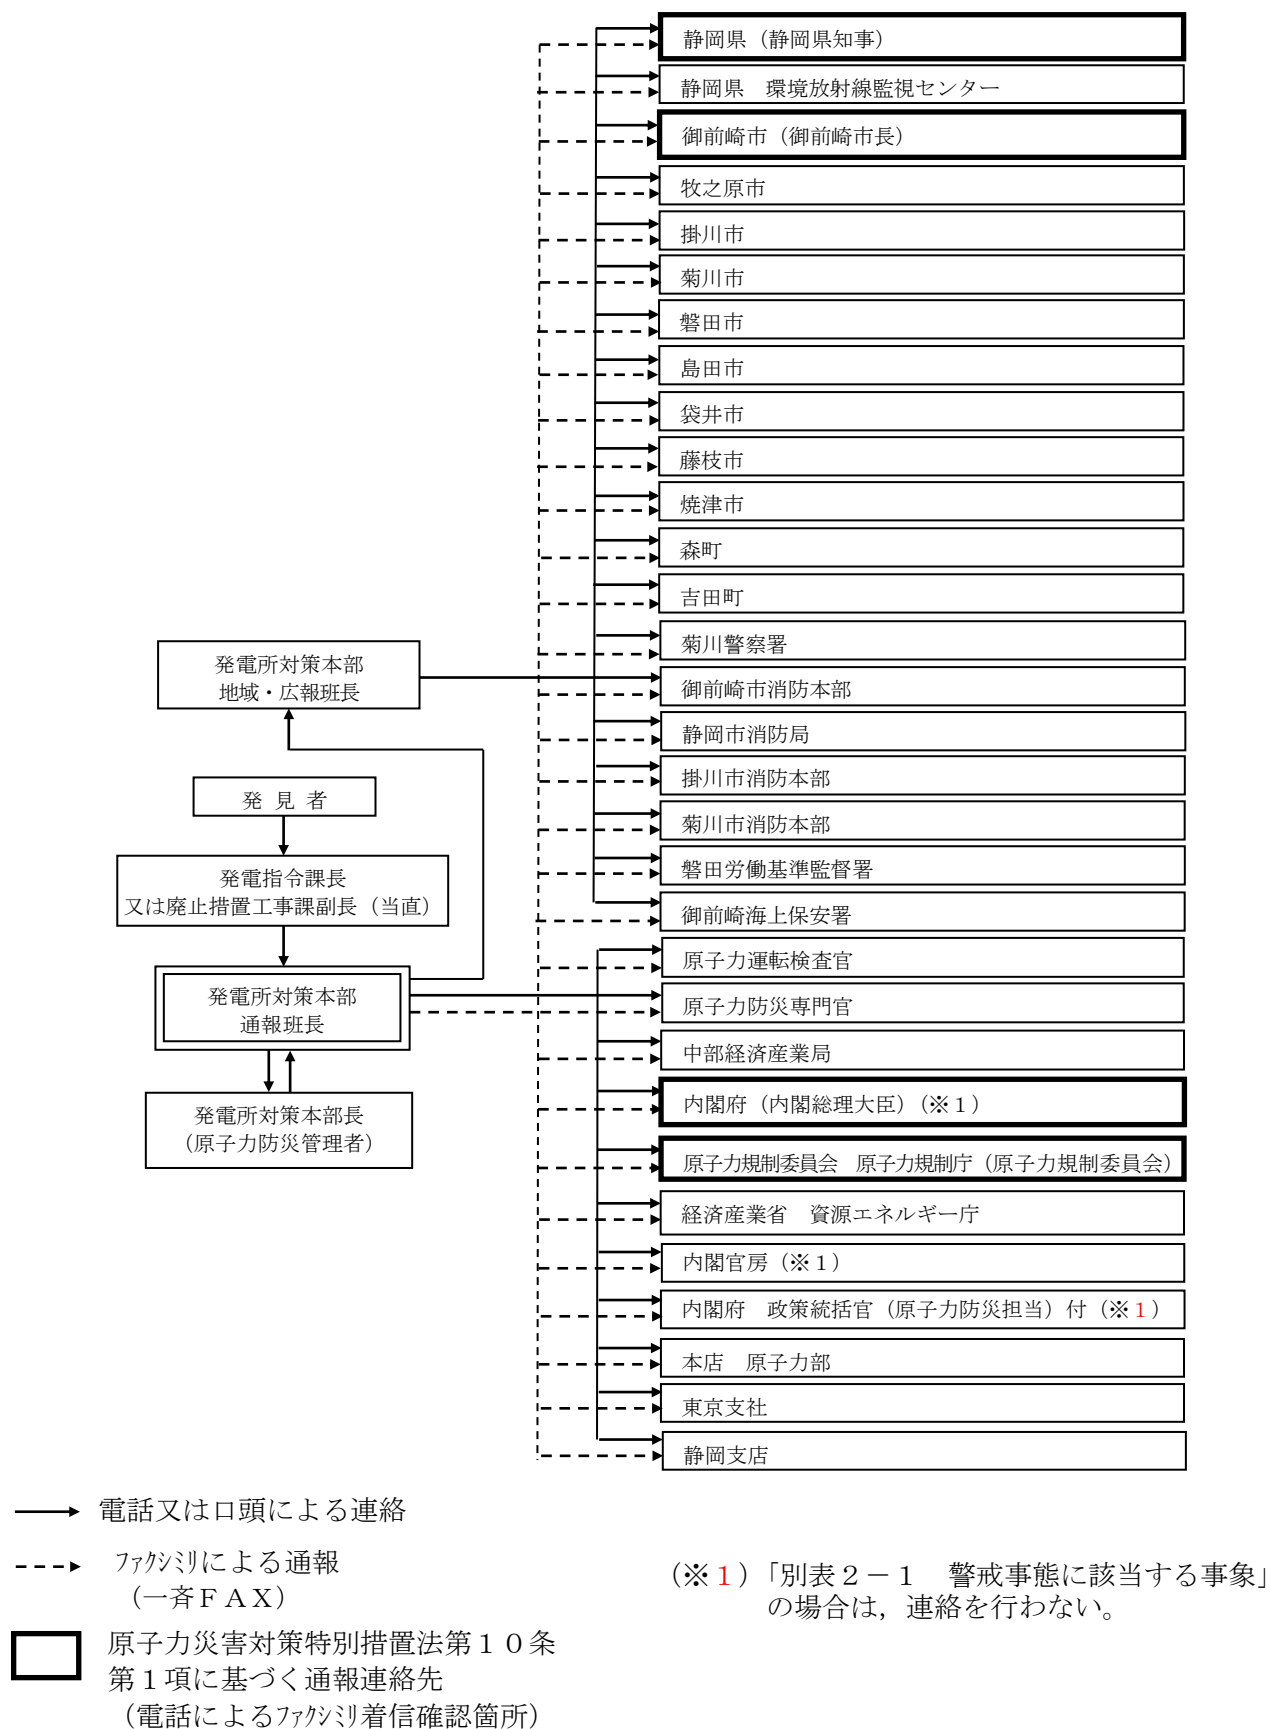 静岡県（静岡県知事）
静岡県　環境放射線監視センター
御前崎市（御前崎市長）
牧之原市
掛川市
菊川市
磐田市
島田市
袋井市
藤枝市
焼津市
森町
吉田町
菊川警察署
御前崎市消防本部
静岡市消防局
掛川市消防本部
菊川市消防本部
磐田労働基準監督署
御前崎海上保安署
原子力運転検査官
原子力防災専門官
中部経済産業局
内閣府（内閣総理大臣）（※１）
原子力規制委員会　原子力規制庁（原子力規制委員会）
経済産業省　資源エネルギー庁
内閣官房（※１）
内閣府　政策統括官（原子力防災担当）付（※１）
本店　原子力部
東京支社
静岡支店
発電所対策本部
地域・広報班長
発 見 者
発電指令課長
又は廃止措置工事課副長（当直）
発電所対策本部
通報班長
発電所対策本部長
（原子力防災管理者）
電話又は口頭による連絡
ﾌｧｸｼﾐﾘによる通報
（一斉ＦＡＸ）
原子力災害対策特別措置法第１０条
第１項に基づく通報連絡先
（電話によるﾌｧｸｼﾐﾘ着信確認箇所）
（※１）「別表２－１　警戒事態に該当する事象」
の場合は，連絡を行わない。